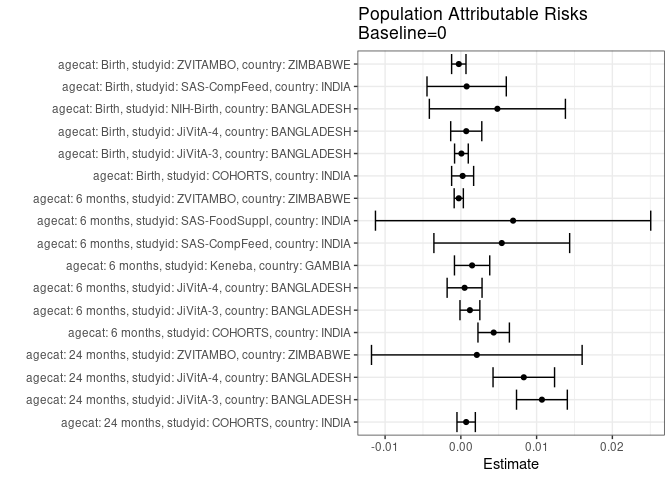 Population Attributable Risks
Baseline=0
agecat: Birth, studyid: ZVITAMBO, country: ZIMBABWE
agecat: Birth, studyid: SAS-CompFeed, country: INDIA
agecat: Birth, studyid: NIH-Birth, country: BANGLADESH
agecat: Birth, studyid: JiVitA-4, country: BANGLADESH
agecat: Birth, studyid: JiVitA-3, country: BANGLADESH
agecat: Birth, studyid: COHORTS, country: INDIA
agecat: 6 months, studyid: ZVITAMBO, country: ZIMBABWE
agecat: 6 months, studyid: SAS-FoodSuppl, country: INDIA
agecat: 6 months, studyid: SAS-CompFeed, country: INDIA
agecat: 6 months, studyid: Keneba, country: GAMBIA
agecat: 6 months, studyid: JiVitA-4, country: BANGLADESH
agecat: 6 months, studyid: JiVitA-3, country: BANGLADESH
agecat: 6 months, studyid: COHORTS, country: INDIA
agecat: 24 months, studyid: ZVITAMBO, country: ZIMBABWE
agecat: 24 months, studyid: JiVitA-4, country: BANGLADESH
agecat: 24 months, studyid: JiVitA-3, country: BANGLADESH
agecat: 24 months, studyid: COHORTS, country: INDIA
-0.01 0.00 0.01 0.02
Estimate